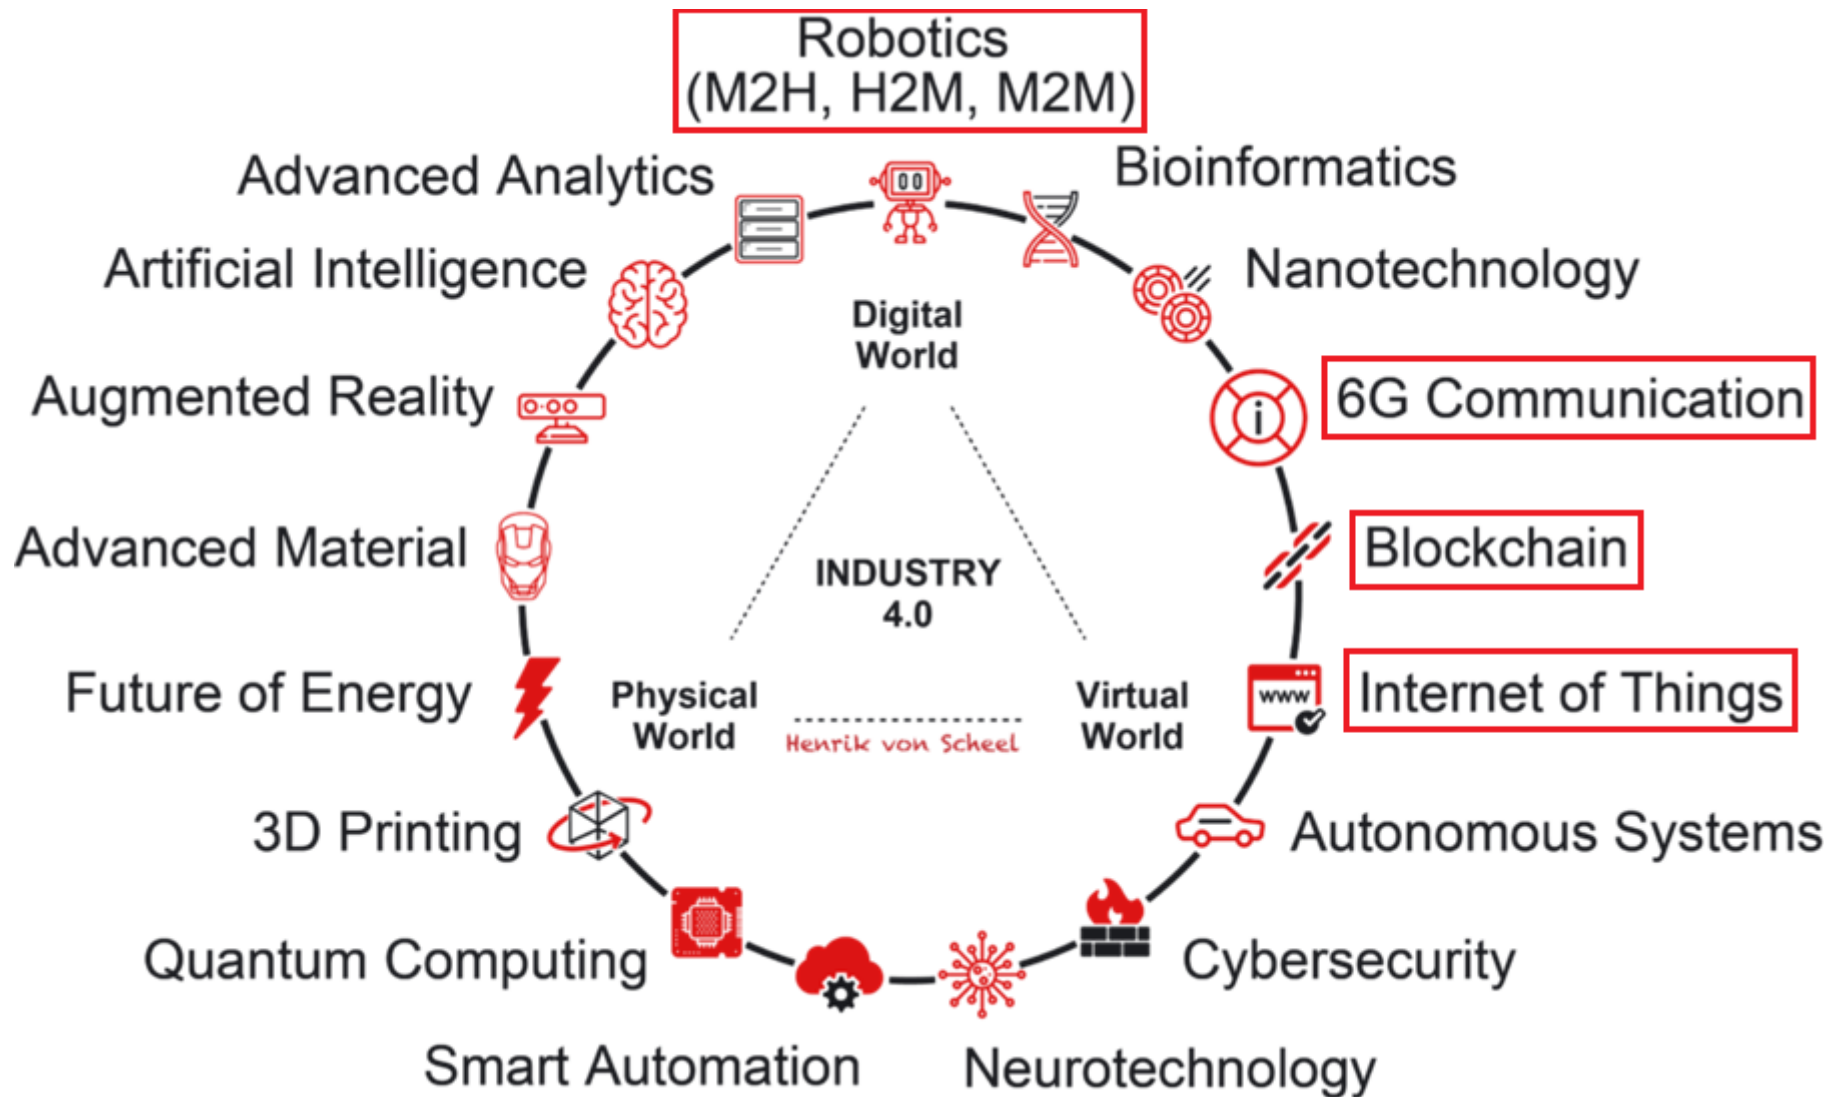 Robotics
(M2H, H2M, M2M)
Advanced Analytics
Bioinformatics
Artificial Intelligence
Nanotechnology
Digital
World
Augmented Reality
6G Communication
i
Advanced Material
INDUSTRY
4.0
Blockchain
Future of Energy
Physical
World
Henrik von Scheel
Virtual
World
www
Internet of Things
3D Printing
Autonomous Systems
Quantum Computing
Cybersecurity
Smart Automation
Neurotechnology